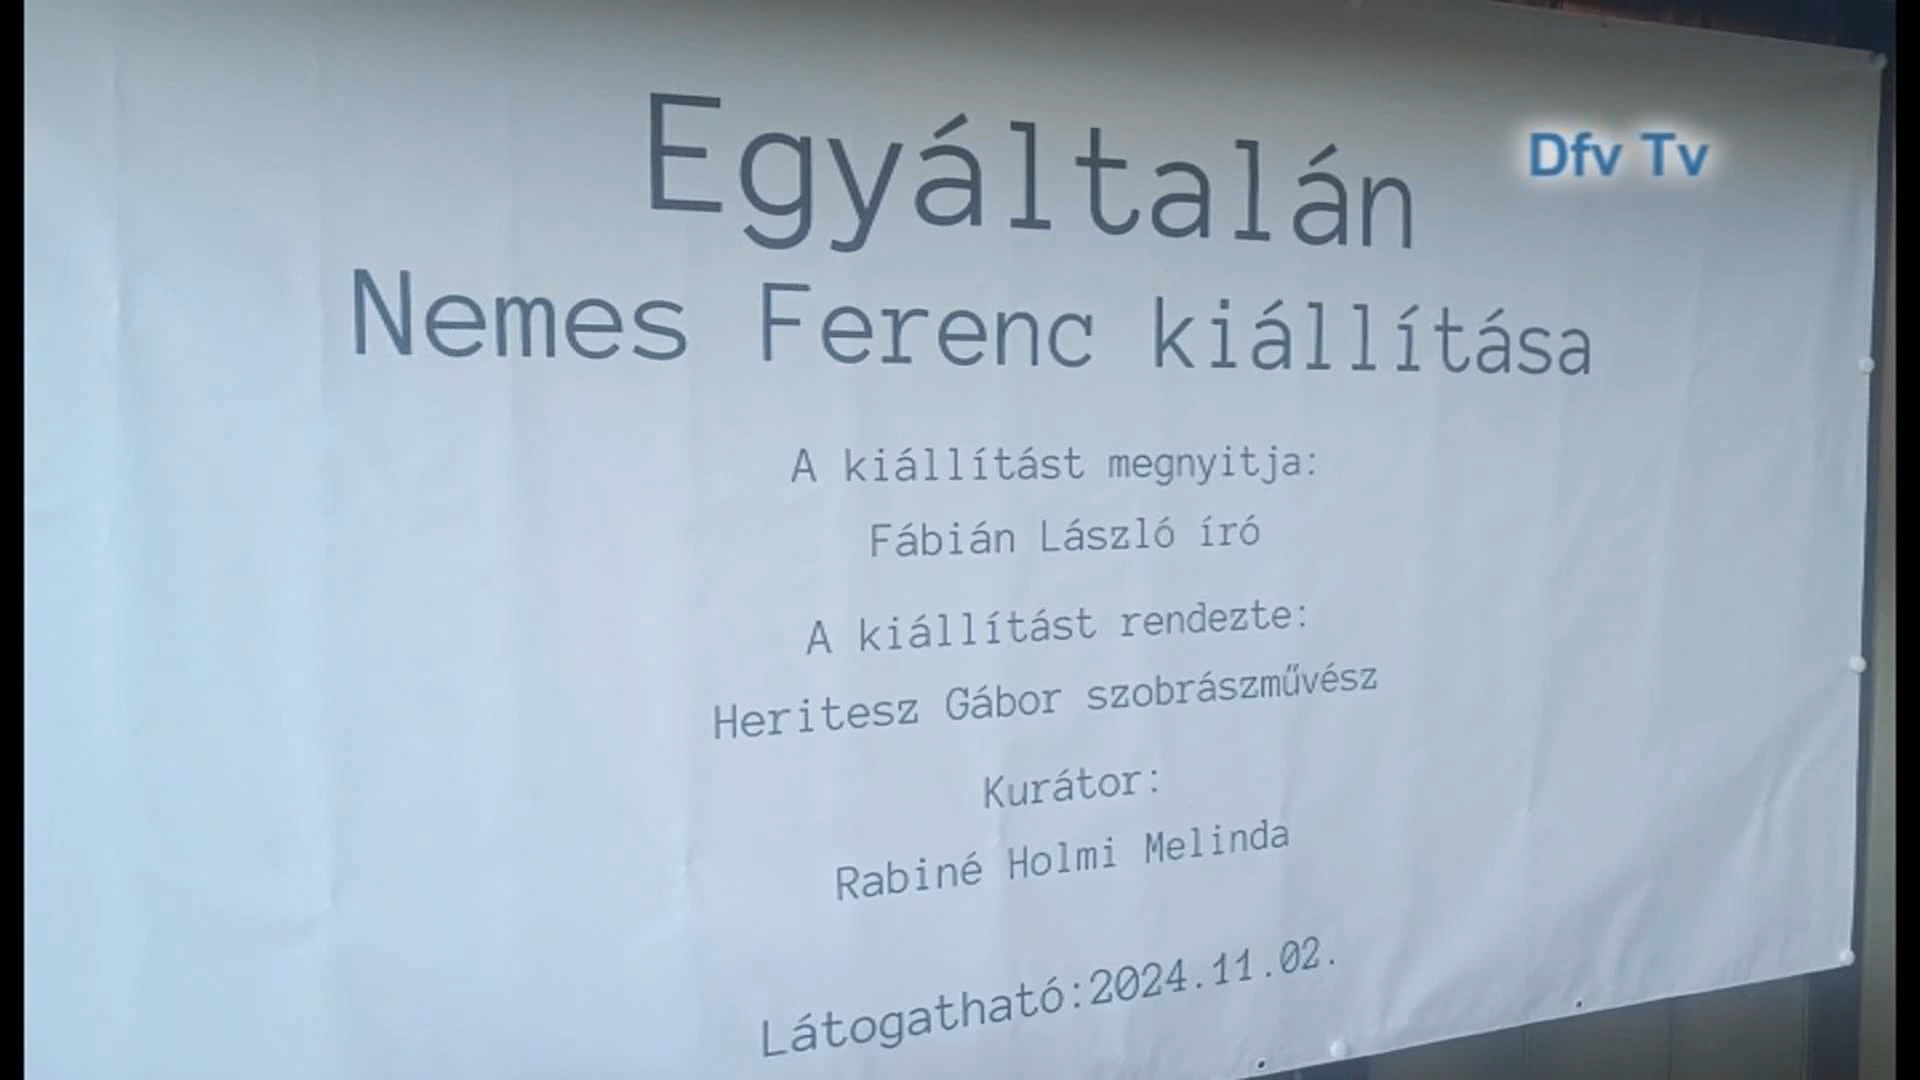 Egyáltalán
Dfv Tv
Nemes Ferenc kiállítása
A kiállítást megnyitja:
Fábián László író
A kiállítást rendezte:
Heritesz Gábor szobrászművész
Kurátor:
Rabiné Holmi Melinda
Látogatható:2024.11.02.